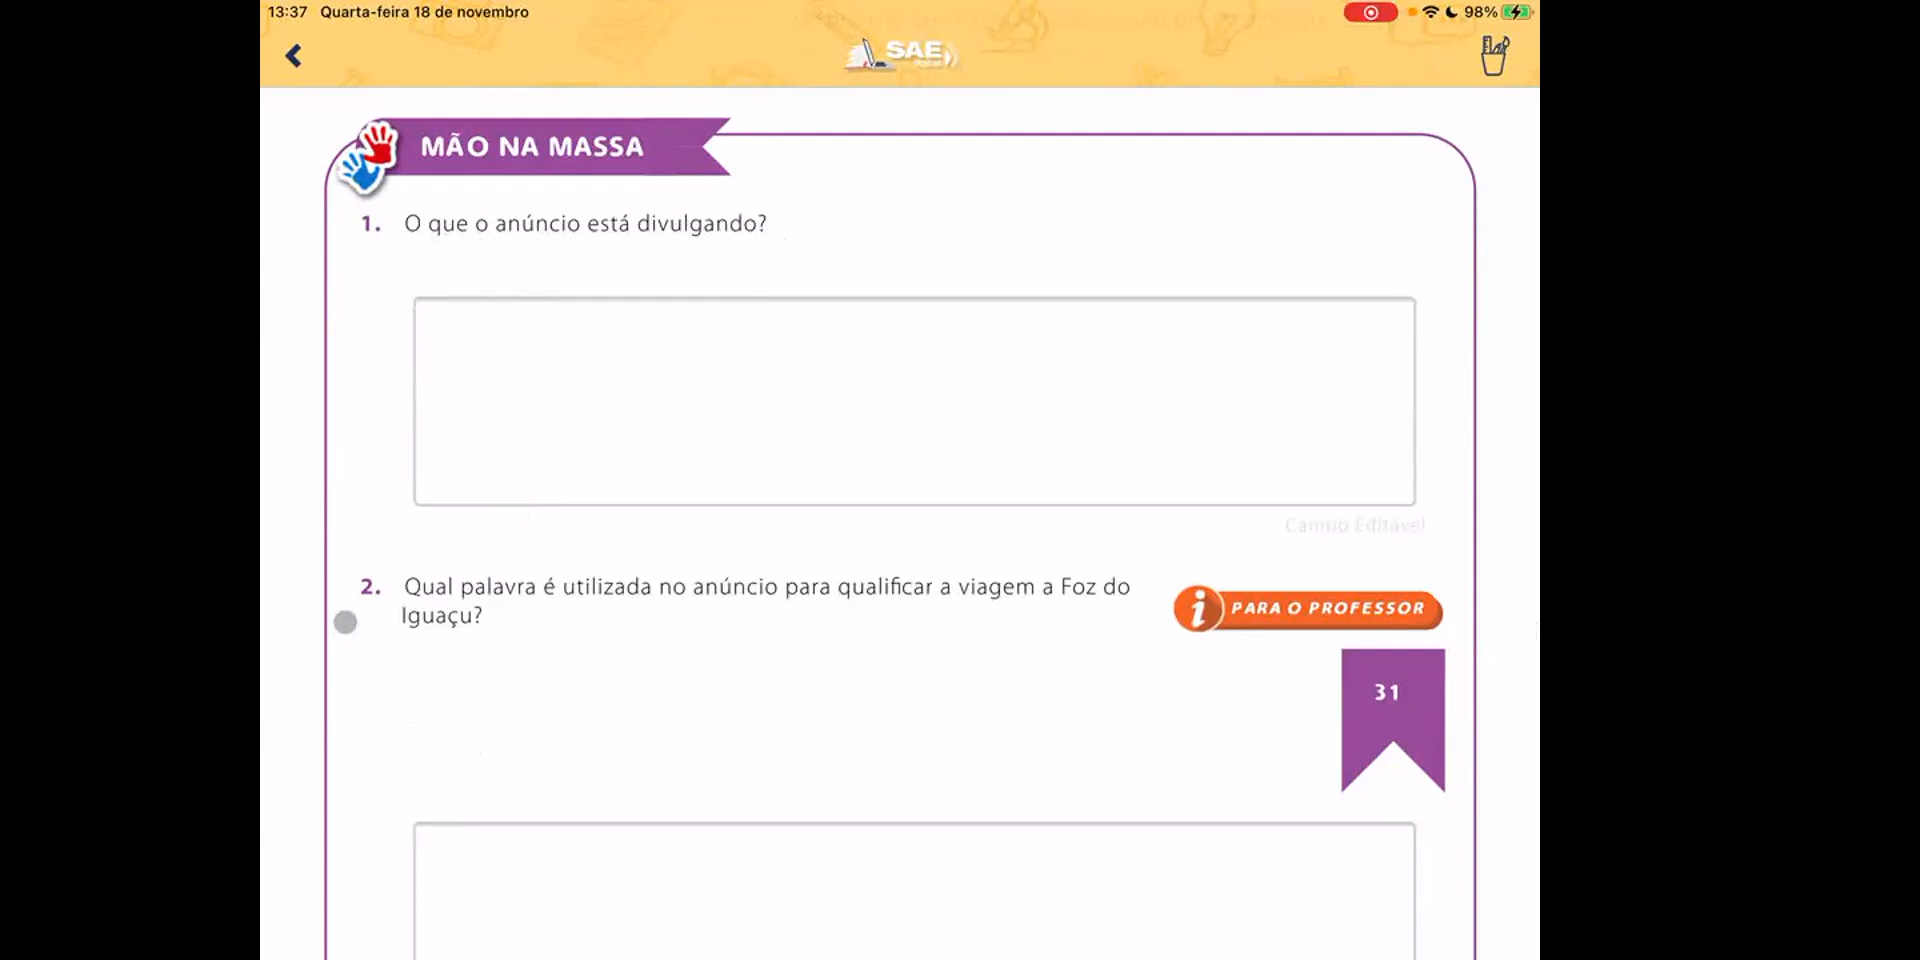 13:37 Quarta-feira 18 de novembro
98%
SAE
digital
MÃO NA MASSA
1. O que o anúncio está divulgando?
Campo Editável
2. Qual palavra é utilizada no anúncio para qualificar a viagem a Foz do
Iguaçu?
i PARA O PROFESSOR
31